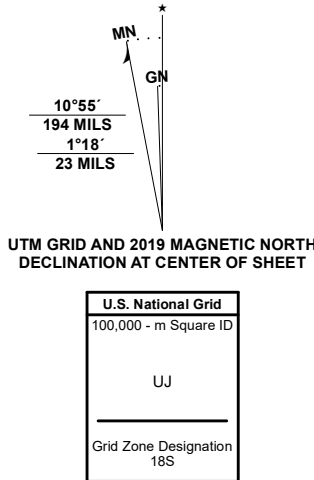 ★
MN
GN
10°55´
194 MILS
1°18´
23 MILS
UTM GRID AND 2019 MAGNETIC NORTH
DECLINATION AT CENTER OF SHEET
U.S. National Grid
100,000 - m Square ID
UJ
Grid Zone Designation
18S